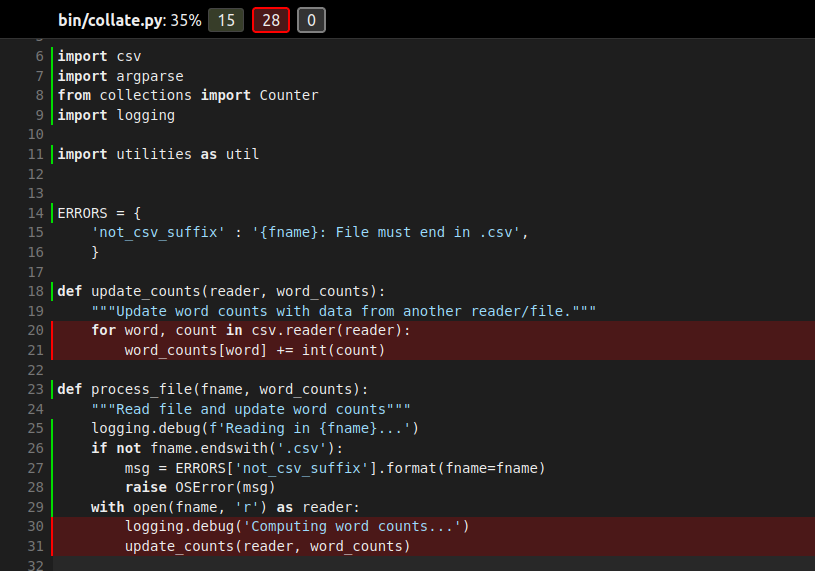 bin/collate.py: 35% 15 28 0
6 import csv
7 import argparse
8 from collections import Counter
9 import logging
10
11 import utilities as util
12
13
14 ERRORS = {
15     'not_csv_suffix' : '{fname}: File must end in .csv',
16     }
17
18 def update_counts(reader, word_counts):
19     """Update word counts with data from another reader/file."""
20     for word, count in csv.reader(reader):
21         word_counts[word] += int(count)
22
23 def process_file(fname, word_counts):
24     """Read file and update word counts"""
25     logging.debug(f'Reading in {fname}...')
26     if not fname.endswith('.csv'):
27         msg = ERRORS['not_csv_suffix'].format(fname=fname)
28         raise OSError(msg)
29     with open(fname, 'r') as reader:
30         logging.debug('Computing word counts...')
31         update_counts(reader, word_counts)
32